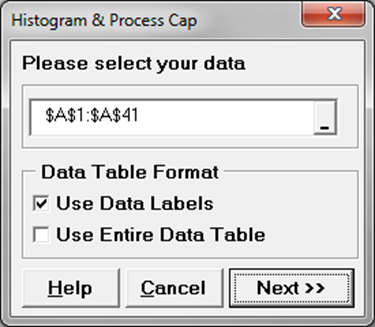 Histogram & Process Cap
Please select your data
$A$1:$A$41
Data Table Format
Use Data Labels
Use Entire Data Table
Help Cancel Next >>